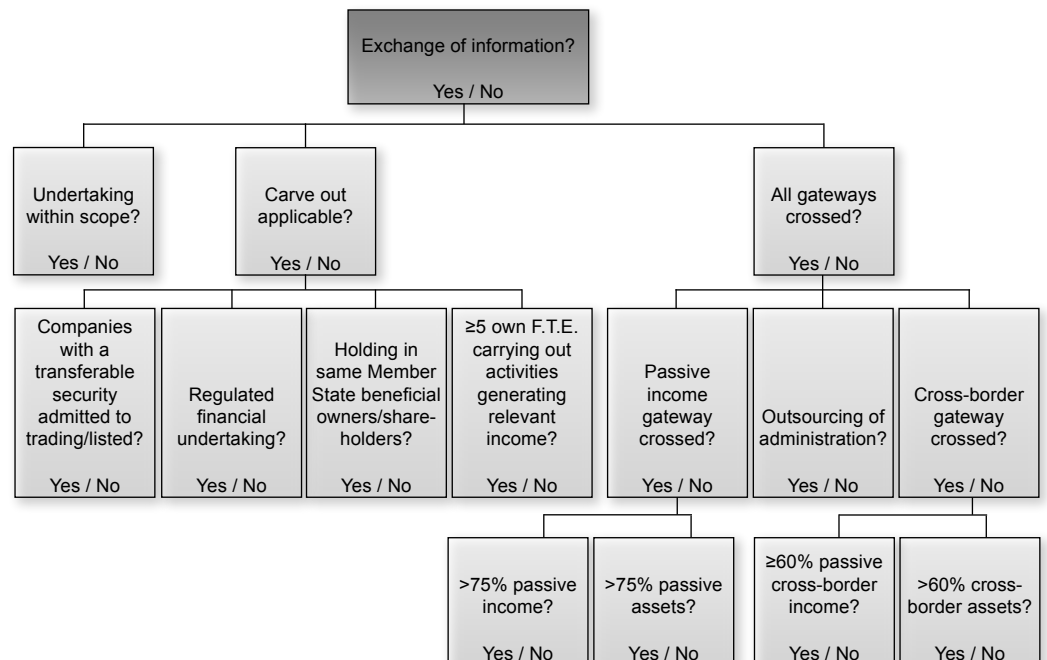 Exchange of information?
Yes / No
Undertaking
within scope?
Yes / No
Carve out
applicable?
Yes / No
All gateways
crossed?
Yes / No
Companies
with a
transferable
security
admitted to
trading/listed?
Yes / No
Regulated
financial
undertaking?
Yes / No
Holding in
same Member
State beneficial
owners/share-
holders?
Yes / No
≥5 own F.T.E.
carrying out
activities
generating
relevant
income?
Yes / No
Passive
income
gateway
crossed?
Yes / No
Outsourcing of
administration?
Yes / No
Cross-border
gateway
crossed?
Yes / No
>75% passive
income?
Yes / No
>75% passive
assets?
Yes / No
≥60% passive
cross-border
income?
Yes / No
>60% cross-
border assets?
Yes / No